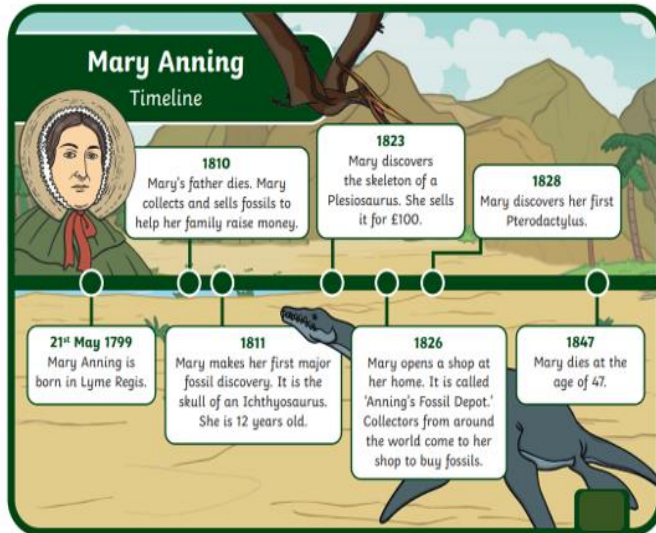 Mary Anning
Timeline
1810
Mary's father dies. Mary
collects and sells fossils to
help her family raise money.
1823
Mary discovers
the skeleton of a
Plesiosaurus. She sells
it for £100.
1828
Mary discovers her first
Pterodactylus.
21st May 1799
Mary Anning is
born in Lyme Regis.
1811
Mary makes her first major
fossil discovery. It is the
skull of an Ichthyosaurus.
She is 12 years old.
1826
Mary opens a shop at
her home. It is called
'Anning's Fossil Depot.'
Collectors from around
the world come to her
shop to buy fossils.
1847
Mary dies at the
age of 47.